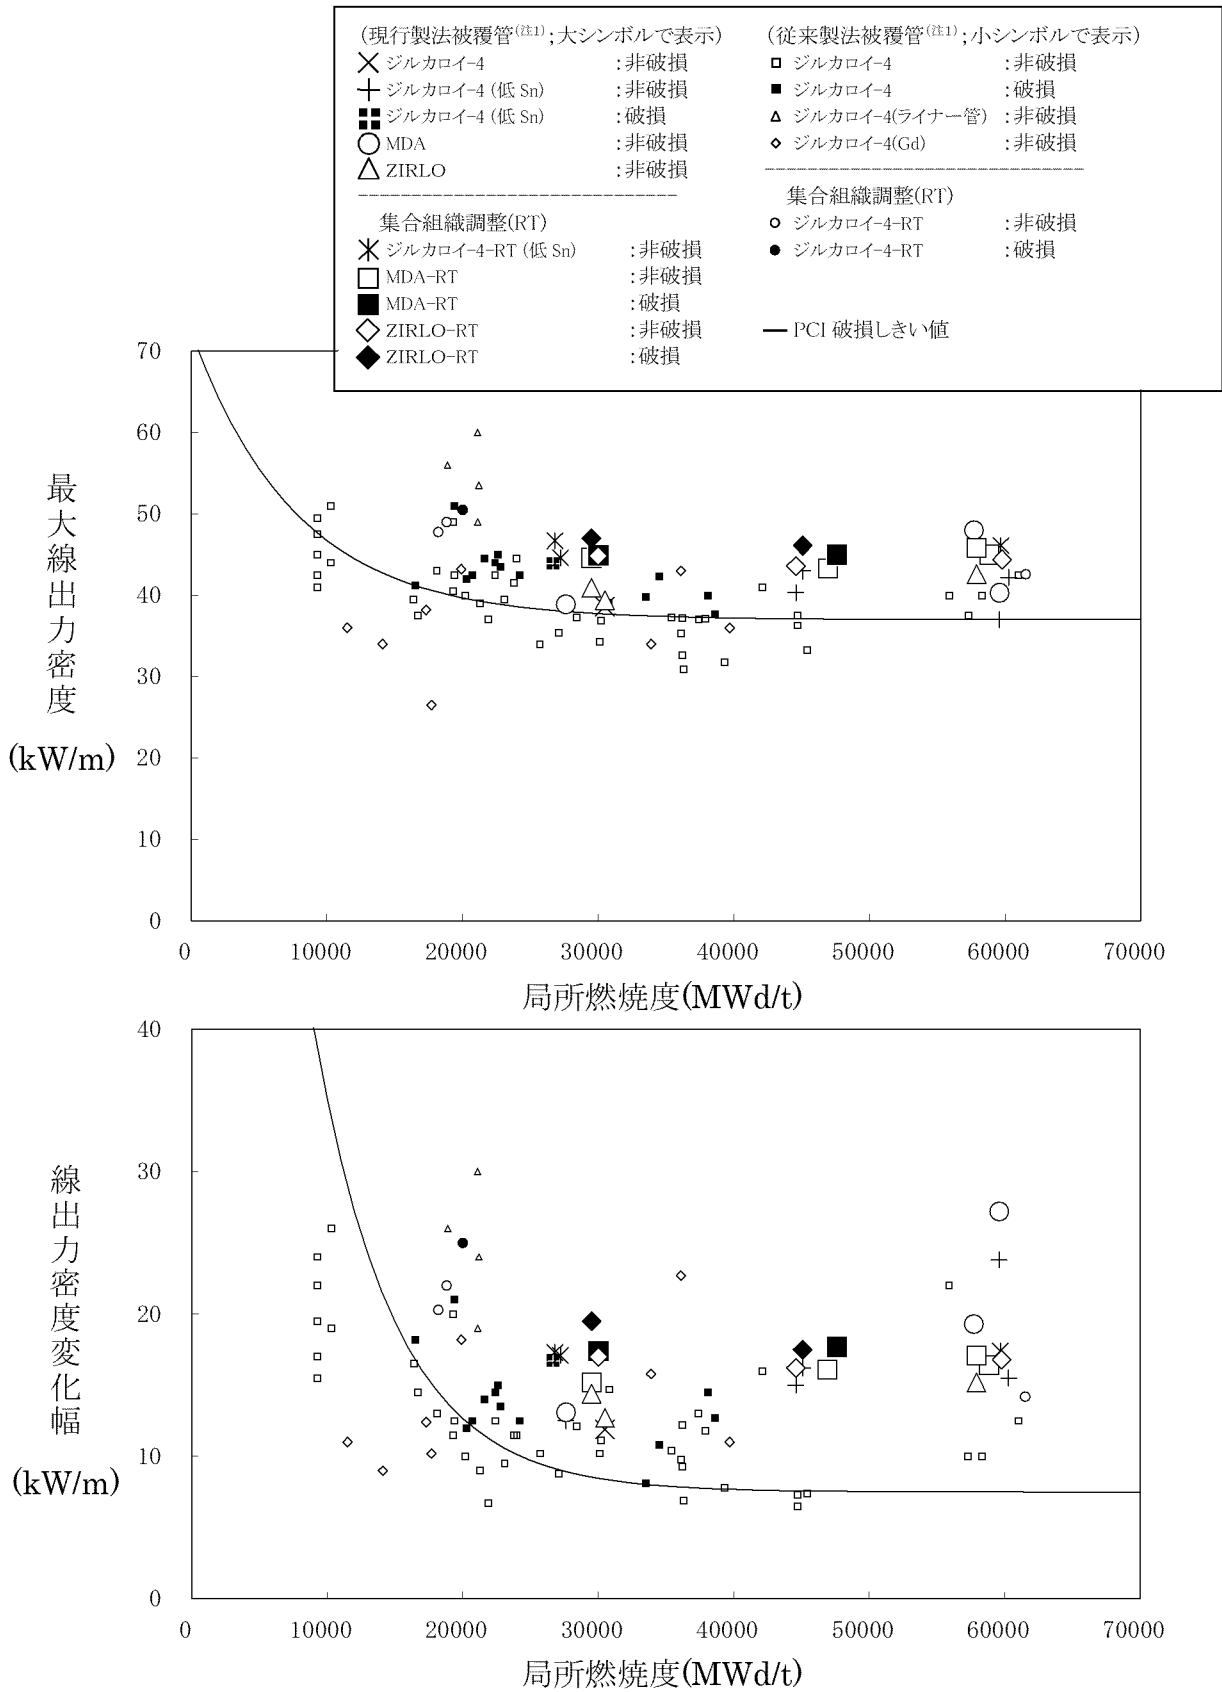 (現行製法被覆管(注1);大シンボルで表示)
ジルカロイ-4 :非破損
ジルカロイ-4 (低 Sn) :非破損
ジルカロイ-4 (低 Sn) :破損
MDA :非破損
ZIRLO :非破損
集合組織調整(RT)
ジルカロイ-4-RT (低 Sn) :非破損
MDA-RT :非破損
MDA-RT :破損
ZIRLO-RT :非破損
ZIRLO-RT :破損
(従来製法被覆管(注1);小シンボルで表示)
ジルカロイ-4 :非破損
ジルカロイ-4 :破損
ジルカロイ-4(ライナー管) :非破損
ジルカロイ-4(Gd) :非破損
集合組織調整(RT)
ジルカロイ-4-RT :非破損
ジルカロイ-4-RT :破損
PCI 破損しきい値
70
60
50
40
30
20
10
0
最大線出力密度
(kW/m)
0 10000 20000 30000 40000 50000 60000 70000
局所燃焼度(MWd/t)
40
30
20
10
0
線出力密度変化幅
(kW/m)
0 10000 20000 30000 40000 50000 60000 70000
局所燃焼度(MWd/t)